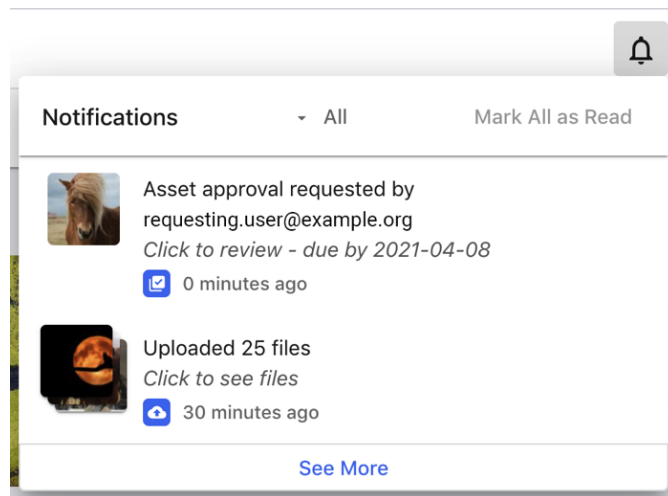 Notifications
All
Mark All as Read
Asset approval requested by
requesting.user@example.org
Click to review - due by 2021-04-08
0 minutes ago
Uploaded 25 files
Click to see files
30 minutes ago
See More